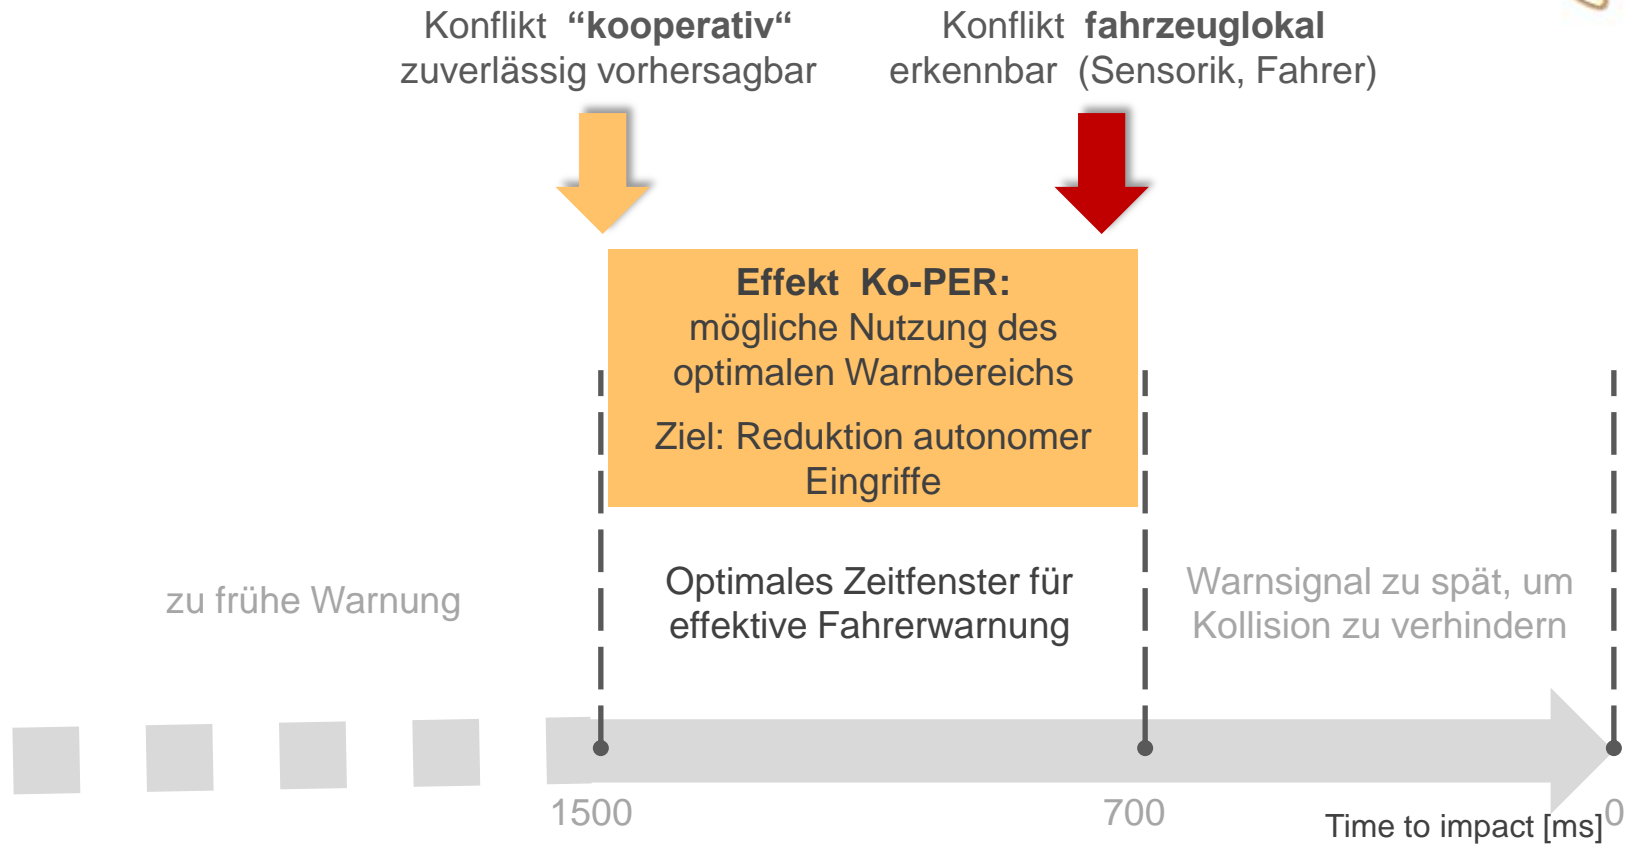 Konflikt “kooperativ“
zuverlässig vorhersagbar
Konflikt fahrzeuglokal
erkennbar (Sensorik, Fahrer)
Effekt Ko-PER:
mögliche Nutzung des
optimalen Warnbereichs
Ziel: Reduktion autonomer
Eingriffe
zu frühe Warnung
Optimales Zeitfenster für
effektive Fahrerwarnung
Warnsignal zu spät, um
Kollision zu verhindern
1500
700
0
Time to impact [ms]